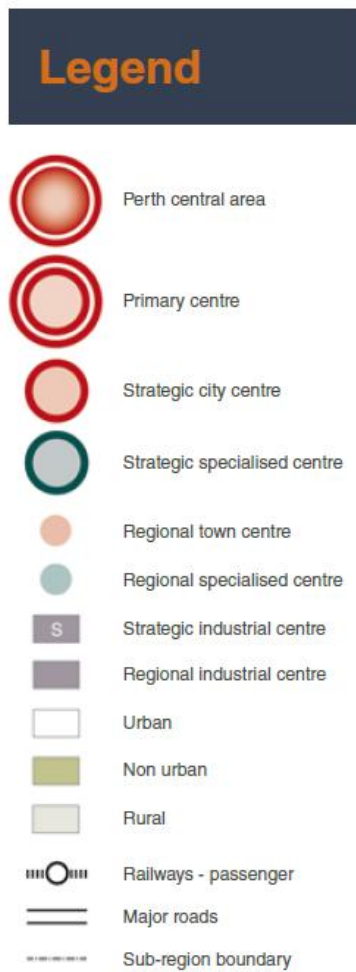 Legend
Perth central area
Primary centre
Strategic city centre
Strategic specialised centre
Regional town centre
Regional specialised centre
S Strategic industrial centre
Regional industrial centre
Urban
Non urban
Rural
Railways - passenger
Major roads
Sub-region boundary